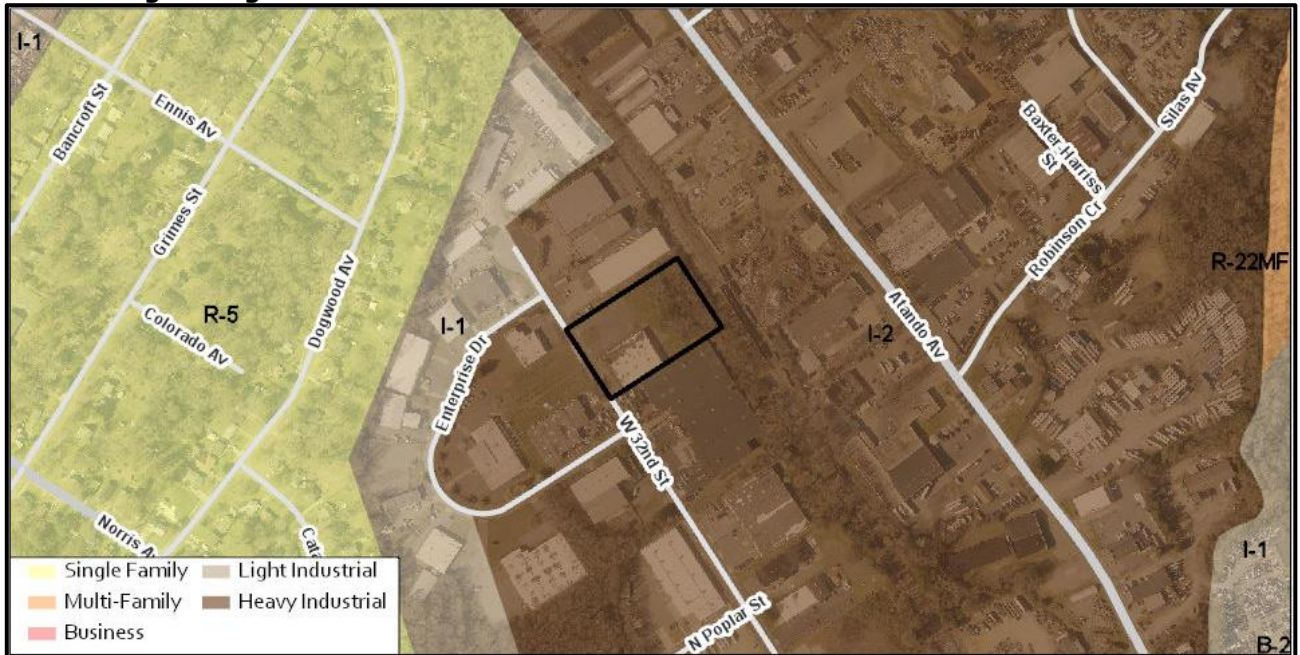 I-1
Bancroft St
Ennis Av
Grimes St
Colorado Av
R-5
Dogwood Av
I-1
Enterprise Dr
W 32nd St
N Poplar St
Atando Av
I-2
Baxter-Harriss
St
Silas Av
Robinson Cr
R-22MF
I-1
B-2
Norris A
Cata
Single Family
Light Industrial
Multi-Family
Heavy Industrial
Business